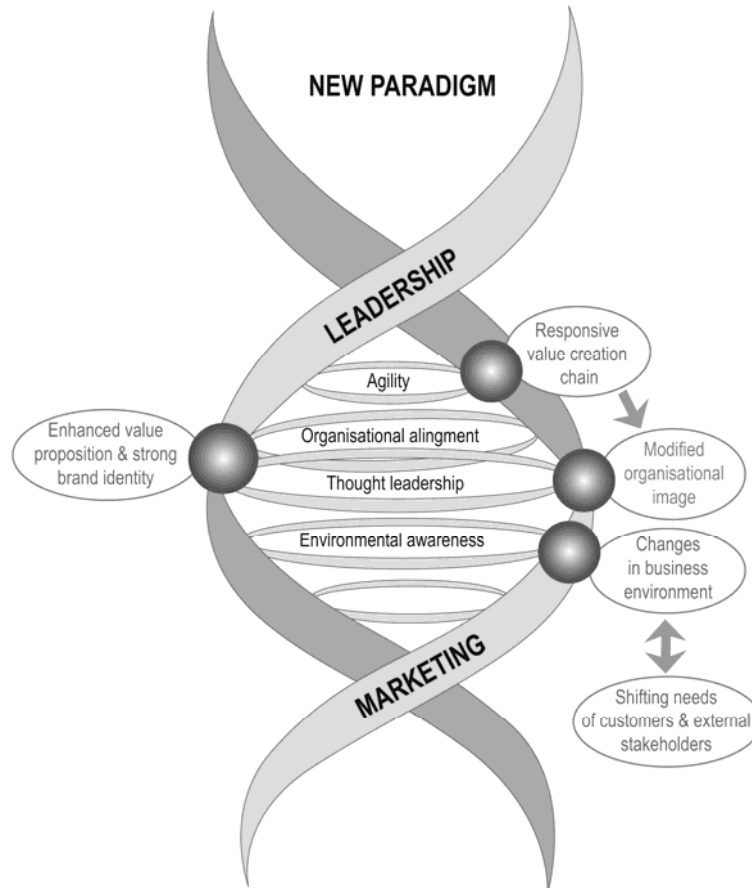 NEW PARADIGM
LEADERSHIP
Responsive
value creation
chain
Agility
Enhanced value
proposition & strong
brand identity
Organisational alingment
Modified
organisational
image
Thought leadership
Environmental awareness
Changes
in business
environment
MARKETING
Shifting needs
of customers & external
stakeholders